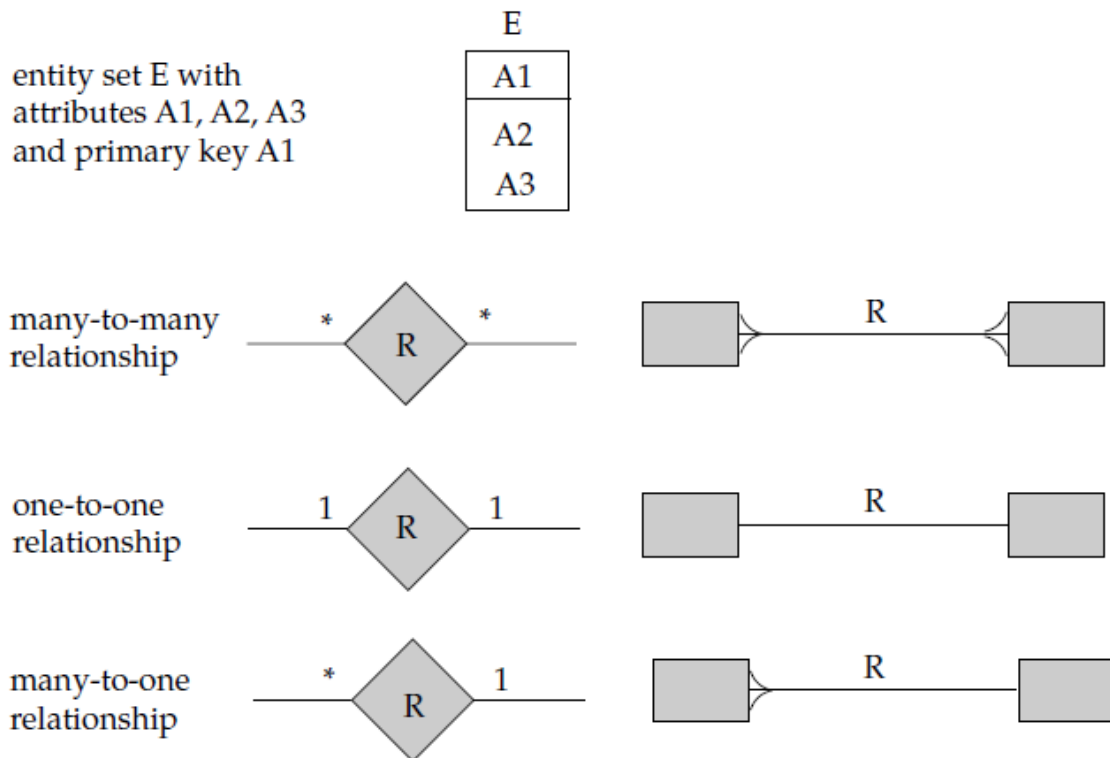 E
entity set E with
attributes A1, A2, A3
and primary key A1
A1
A2
A3
many-to-many
relationship
*
R
*
R
one-to-one
relationship
1
R
1
R
many-to-one
relationship
*
R
1
R